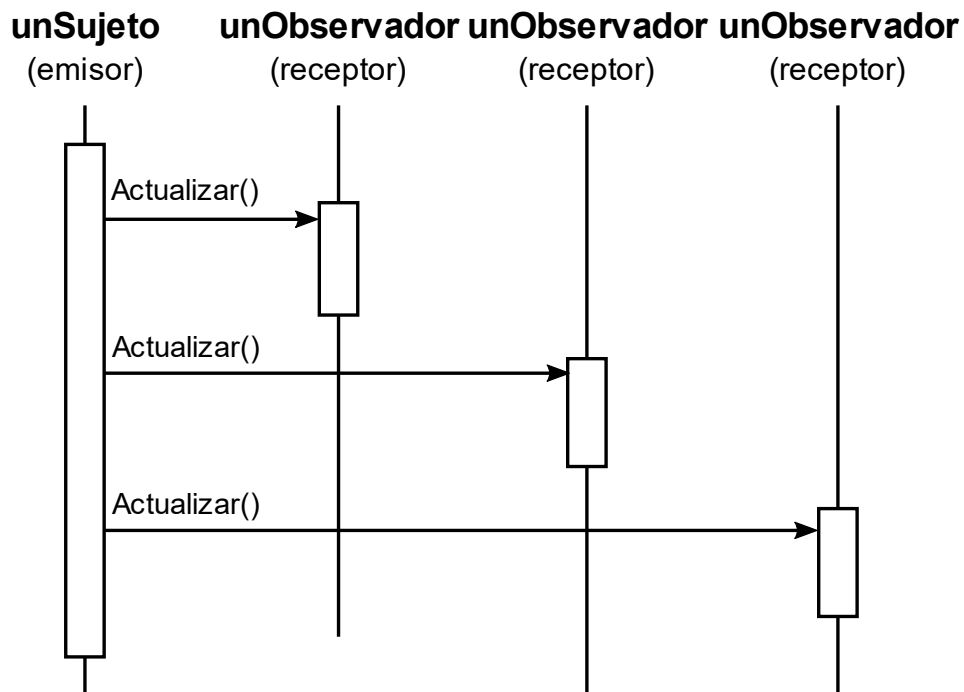 unSujeto unObservador unObservador unObservador
(emisor) (receptor) (receptor) (receptor)
Actualizar()
Actualizar()
Actualizar()